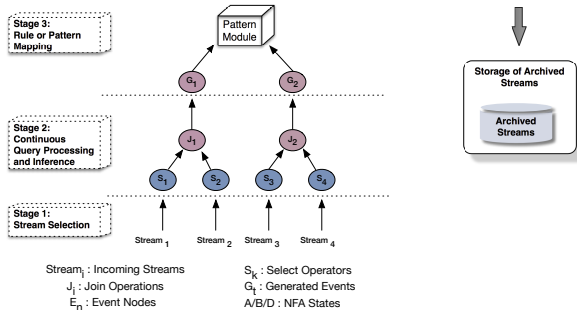 Stage 3:
Rule or Pattern
Mapping
Pattern
Module
G1
G2
Stage 2:
Continuous
Query Processing
and Inference
J1
J2
S1
S2
S3
S4
Stage 1:
Stream Selection
Stream 1
Stream 2
Stream 3
Stream 4
Streami : Incoming Streams
Ji : Join Operations
En : Event Nodes
Sk : Select Operators
Gt : Generated Events
A/B/D : NFA States
Storage of Archived
Streams
Archived
Streams